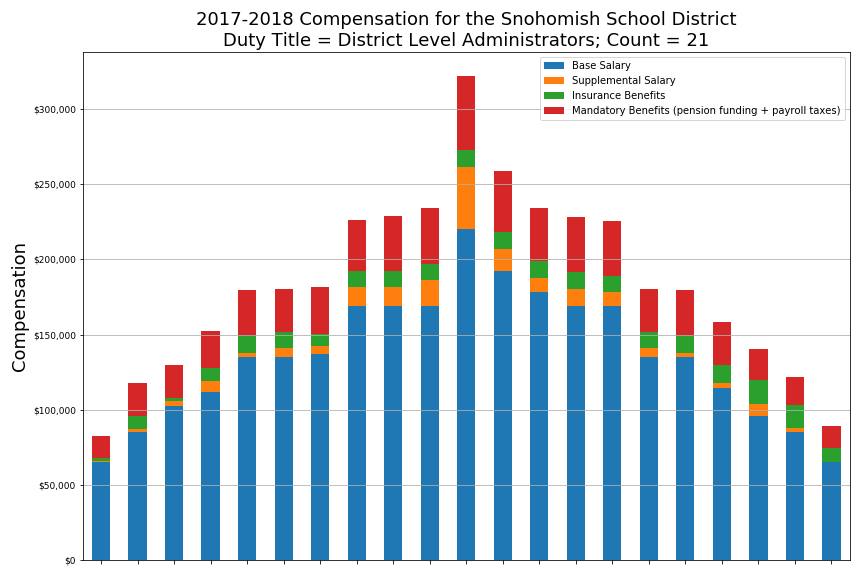 2017-2018 Compensation for the Snohomish School District
Duty Title = District Level Administrators; Count = 21
Base Salary
Supplemental Salary
Insurance Benefits
Mandatory Benefits (pension funding + payroll taxes)
$300,000
$250,000
$200,000
$150,000
$100,000
$50,000
$0
Compensation